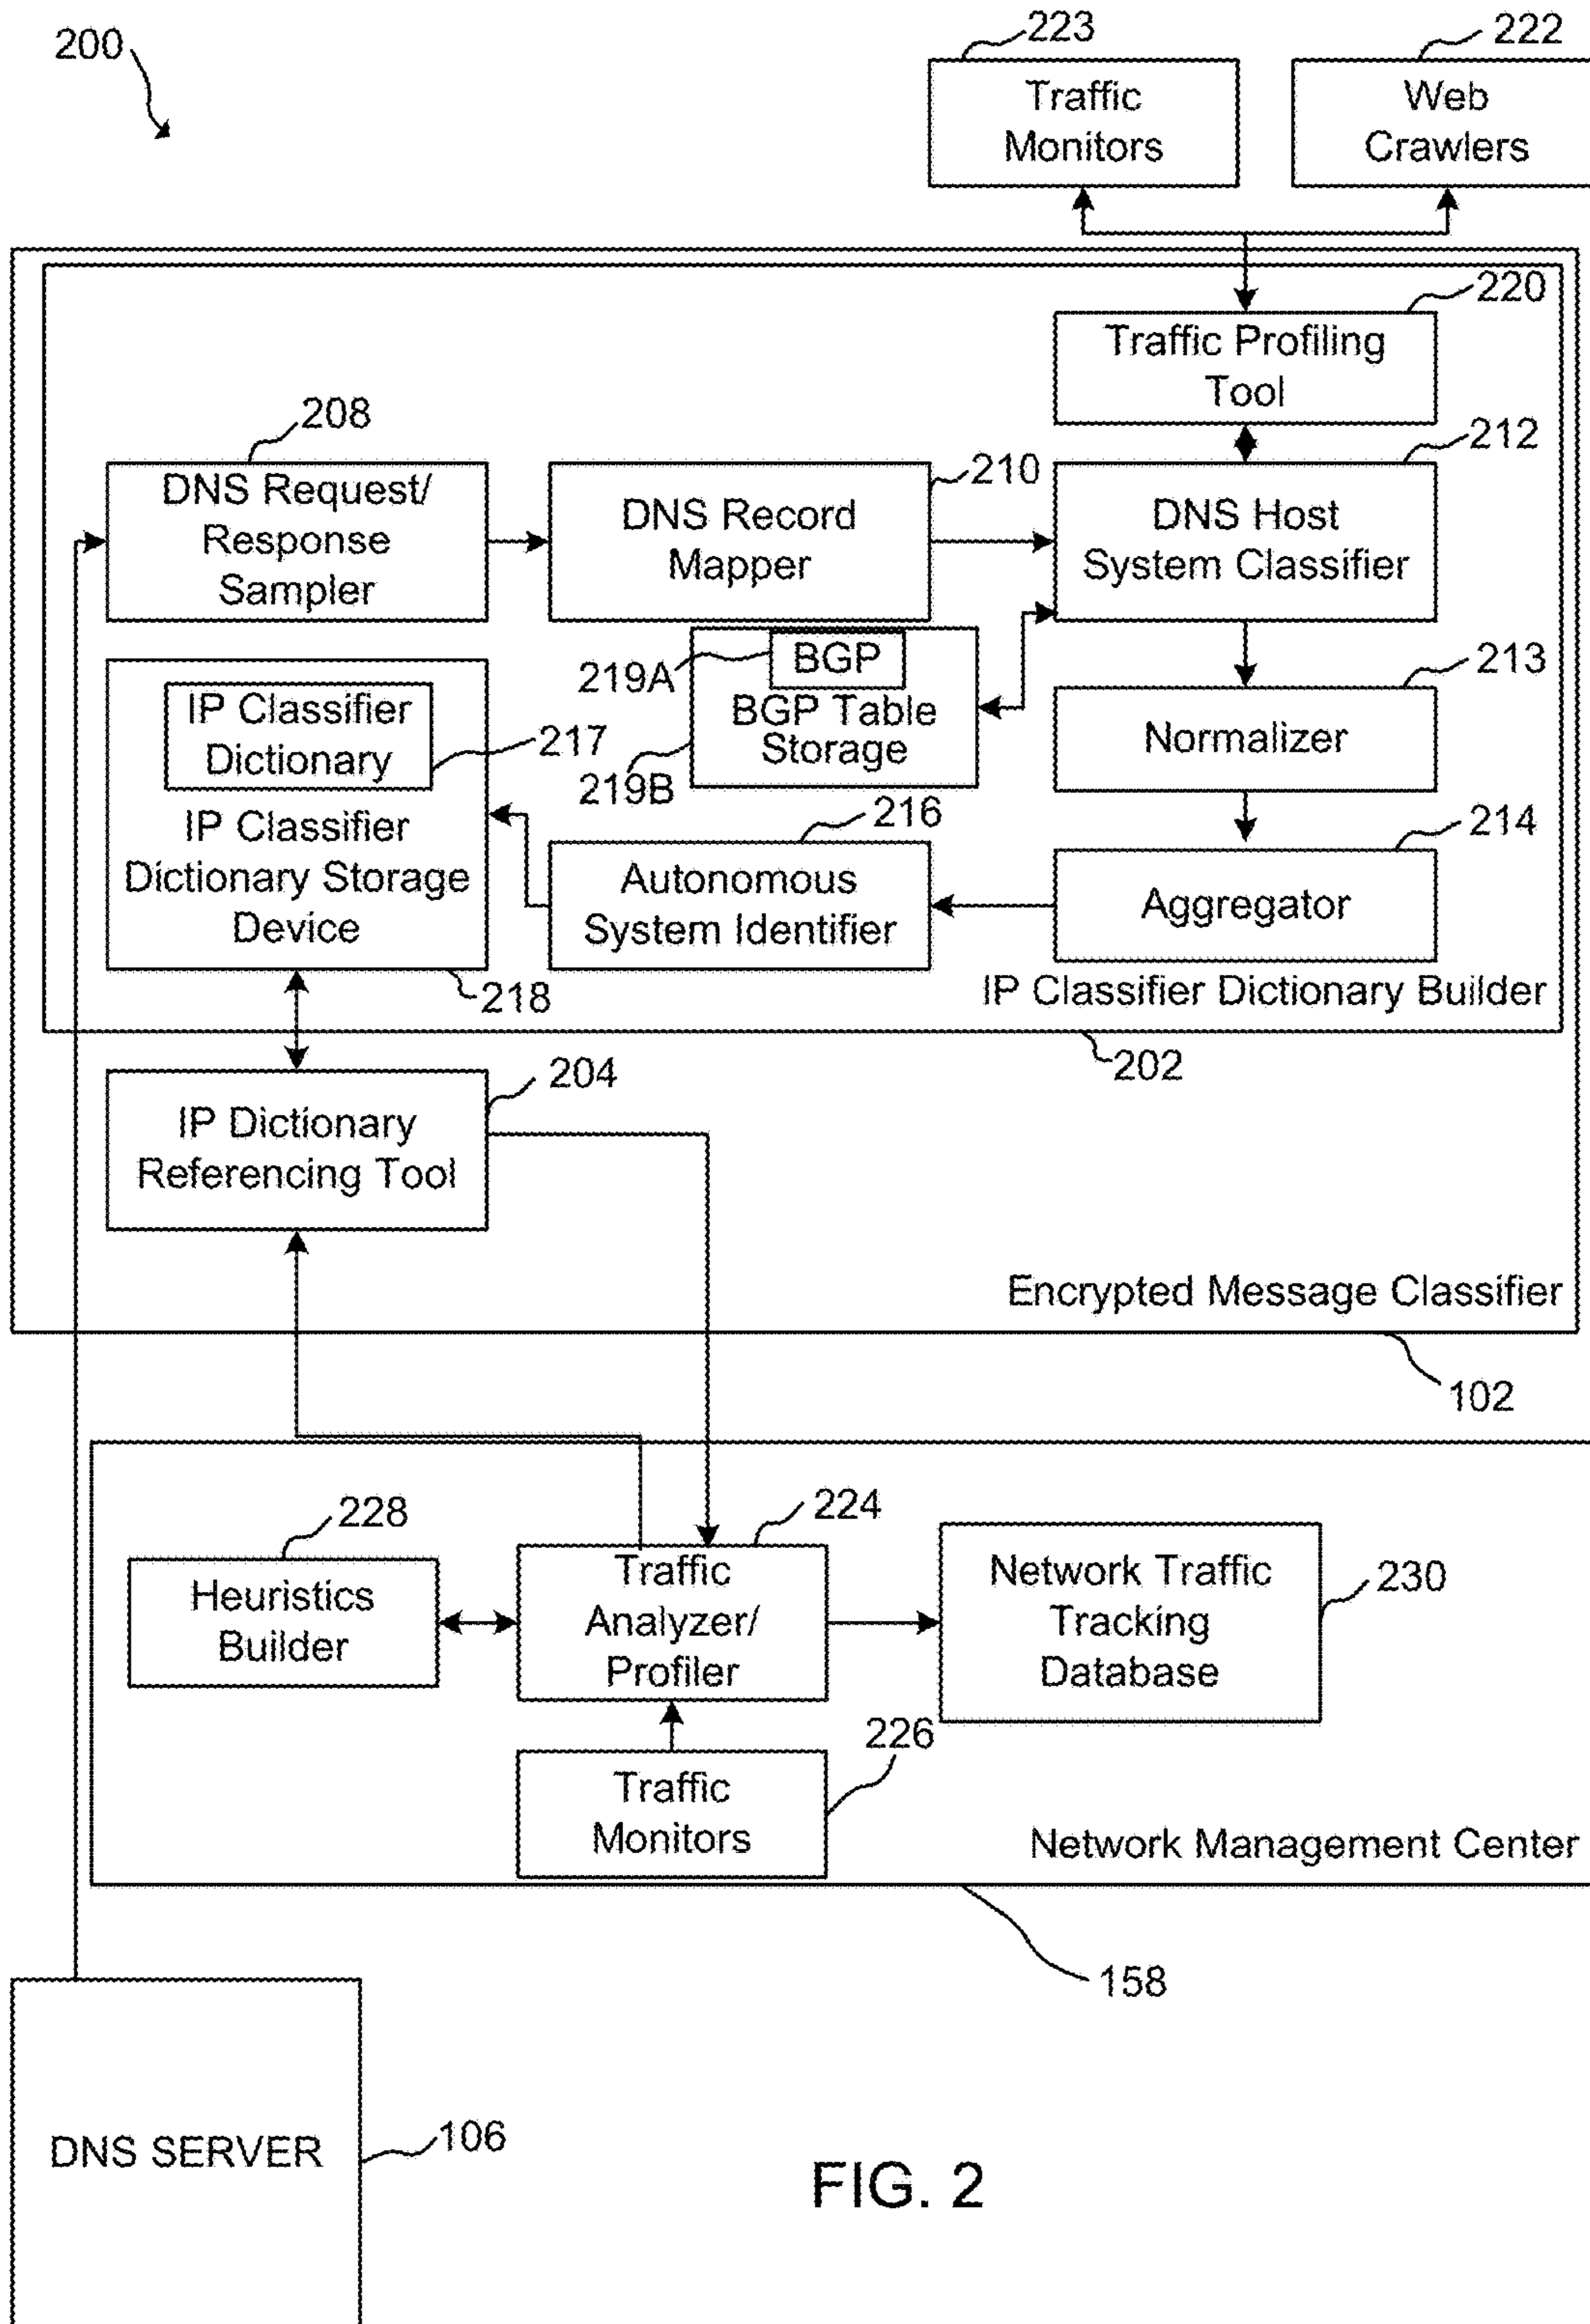 200
223
222
Traffic
Monitors
Web
Crawlers
220
Traffic Profiling
Tool
208
212
DNS Request/
Response
Sampler
210
DNS Record
Mapper
DNS Host
System Classifier
219A
BGP
BGP Table
Storage
219B
213
Normalizer
IP Classifier
Dictionary
217
IP Classifier
Dictionary Storage
Device
218
216
Autonomous
System Identifier
214
Aggregator
IP Classifier Dictionary Builder
202
204
IP Dictionary
Referencing Tool
Encrypted Message Classifier
102
228
Heuristics
Builder
224
Traffic
Analyzer/
Profiler
Network Traffic
Tracking
Database
230
226
Traffic
Monitors
Network Management Center
158
DNS SERVER
106
FIG. 2